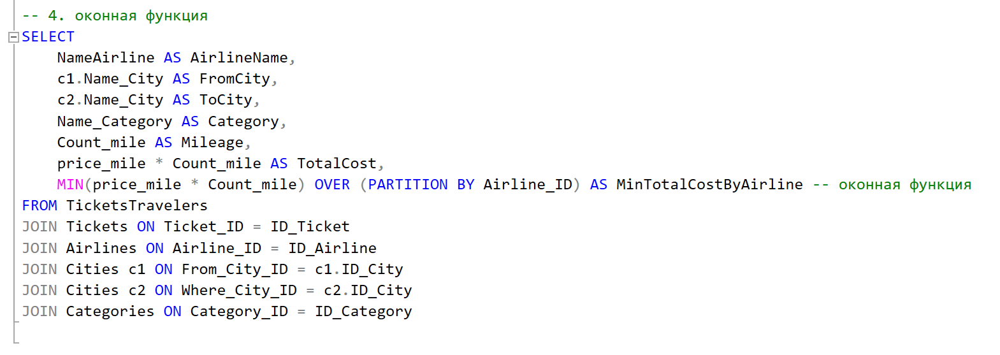 -- 4. оконная функция
SELECT
NameAirline AS AirlineName,
c1.Name_City AS FromCity,
c2.Name_City AS ToCity,
Name_Category AS Category,
Count_mile AS Mileage,
price_mile * Count_mile AS TotalCost,
MIN(price_mile * Count_mile) OVER (PARTITION BY Airline_ID) AS MinTotalCostByAirline -- оконная функция
FROM TicketsTravelers
JOIN Tickets ON Ticket_ID = ID_Ticket
JOIN Airlines ON Airline_ID = ID_Airline
JOIN Cities c1 ON From_City_ID = c1.ID_City
JOIN Cities c2 ON Where_City_ID = c2.ID_City
JOIN Categories ON Category_ID = ID_Category